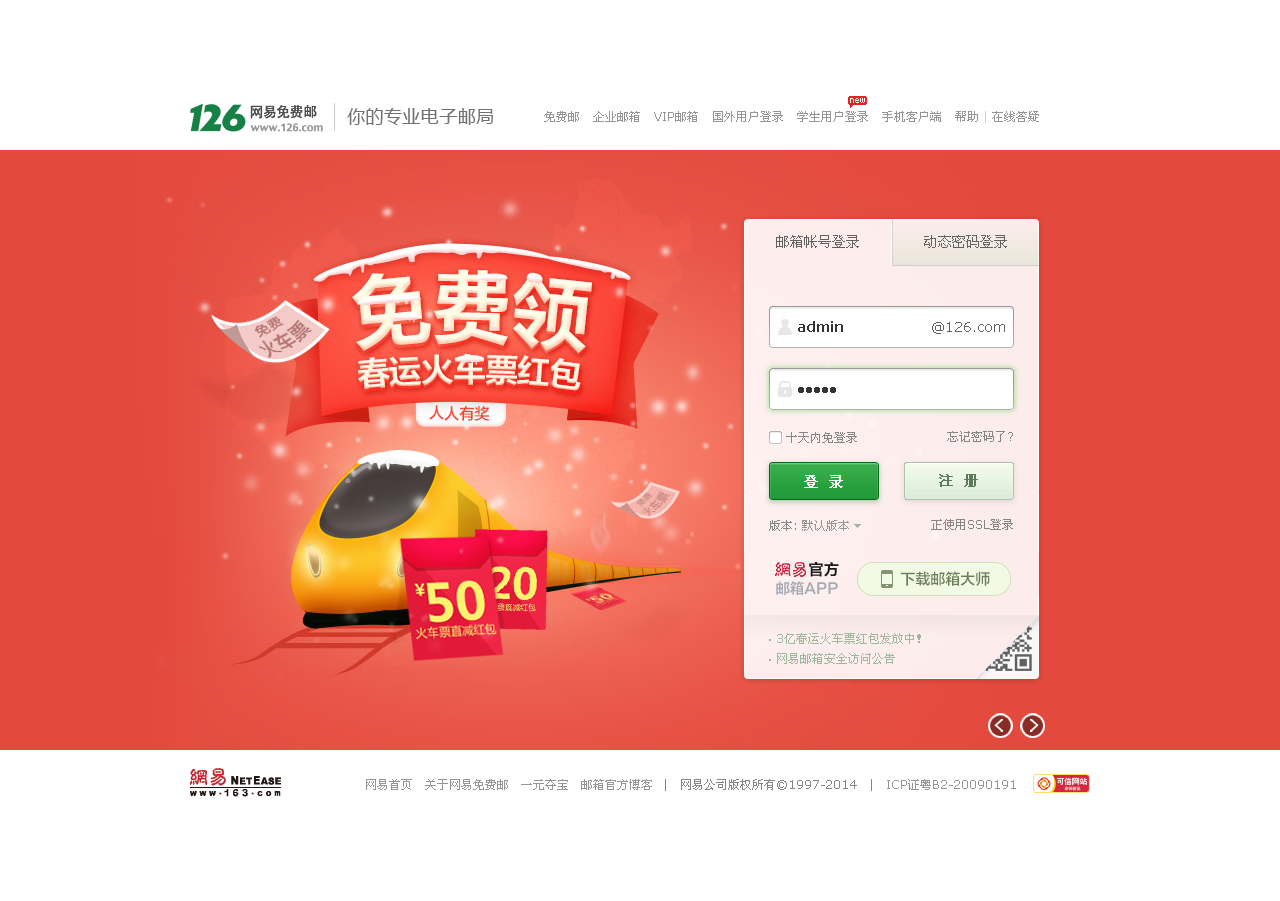 126 网易免费邮 www.126.com 你的专业电子邮局
免费邮 企业邮箱 VIP邮箱 国外用户登录 学生用户登录 new 手机客户端 帮助 | 在线答疑
免费领
春运火车票红包
人人有奖
免费
火车票
免费
火车票
¥50
火车票直减红包
20
票直减红包
50
邮箱帐号登录 动态密码登录
admin @126.com
•••••
十天内免登录 忘记密码了?
登 录 注 册
版本: 默认版本 正使用SSL登录
網易官方
邮箱APP
下载邮箱大师
· 3亿春运火车票红包发放中!
· 网易邮箱安全访问公告
網易 NETEASE
www.163.com
网易首页 关于网易免费邮 一元夺宝 邮箱官方博客 | 网易公司版权所有©1997-2014 | ICP证粤B2-20090191
可信网站